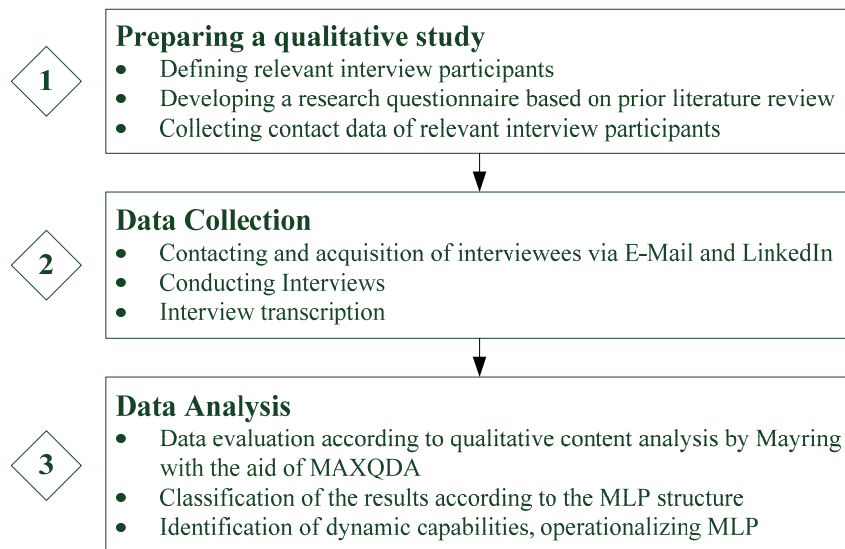 Preparing a qualitative study
1
• Defining relevant interview participants
• Developing a research questionnaire based on prior literature review
• Collecting contact data of relevant interview participants
Data Collection
2
• Contacting and acquisition of interviewees via E-Mail and LinkedIn
• Conducting Interviews
• Interview transcription
Data Analysis
3
• Data evaluation according to qualitative content analysis by Mayring
with the aid of MAXQDA
• Classification of the results according to the MLP structure
• Identification of dynamic capabilities, operationalizing MLP